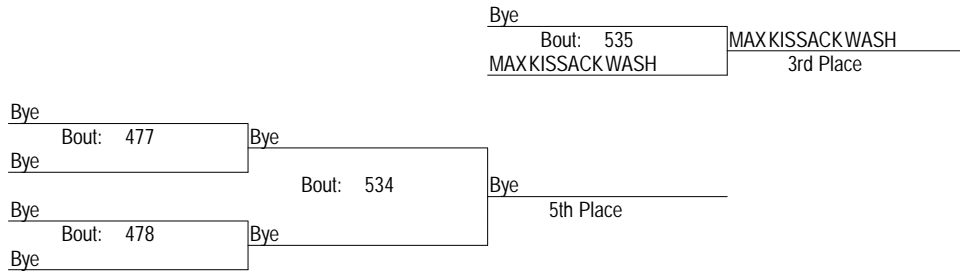 Bye
Bout: 535
MAX KISSACK WASH
MAX KISSACK WASH
3rd Place
Bye
Bout: 477
Bye
Bye
Bout: 534
Bye
5th Place
Bye
Bout: 478
Bye
Bye